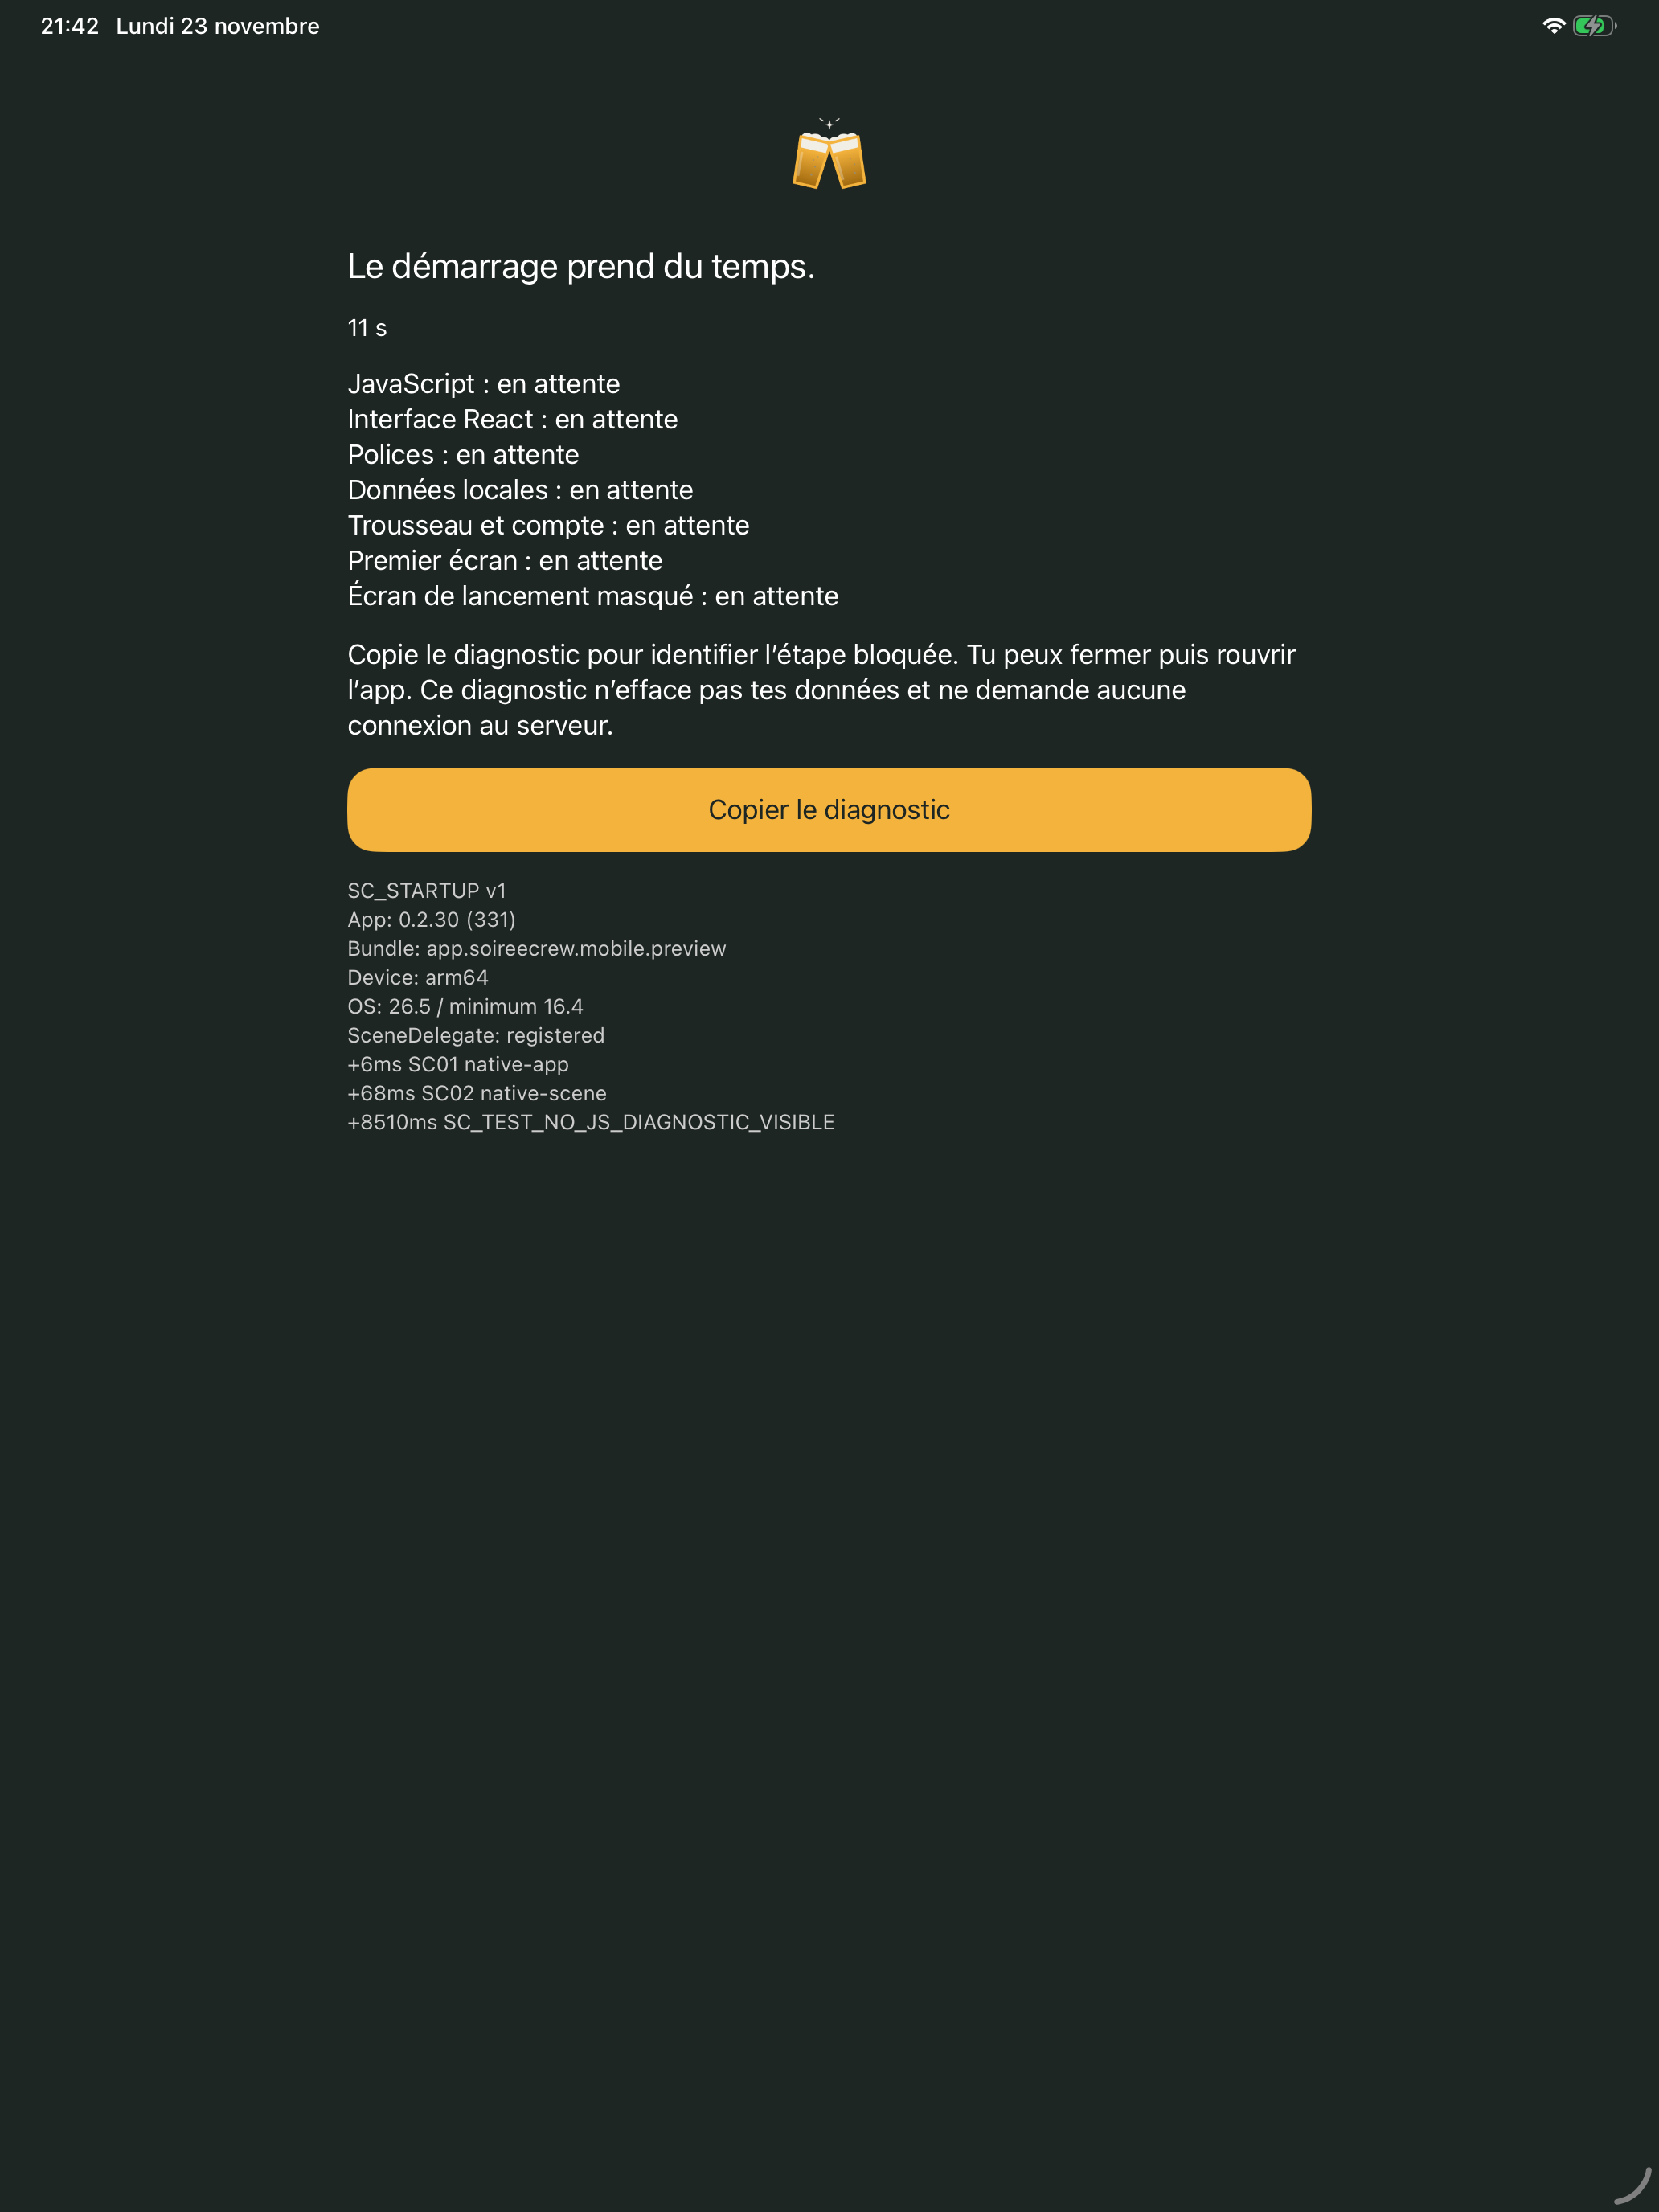 21:42 Lundi 23 novembre
Le démarrage prend du temps.
11 s
JavaScript : en attente
Interface React : en attente
Polices : en attente
Données locales : en attente
Trousseau et compte : en attente
Premier écran : en attente
Écran de lancement masqué : en attente
Copie le diagnostic pour identifier l’étape bloquée. Tu peux fermer puis rouvrir
l’app. Ce diagnostic n’efface pas tes données et ne demande aucune
connexion au serveur.
Copier le diagnostic
SC_STARTUP v1
App: 0.2.30 (331)
Bundle: app.soireecrew.mobile.preview
Device: arm64
OS: 26.5 / minimum 16.4
SceneDelegate: registered
+6ms SC01 native-app
+68ms SC02 native-scene
+8510ms SC_TEST_NO_JS_DIAGNOSTIC_VISIBLE